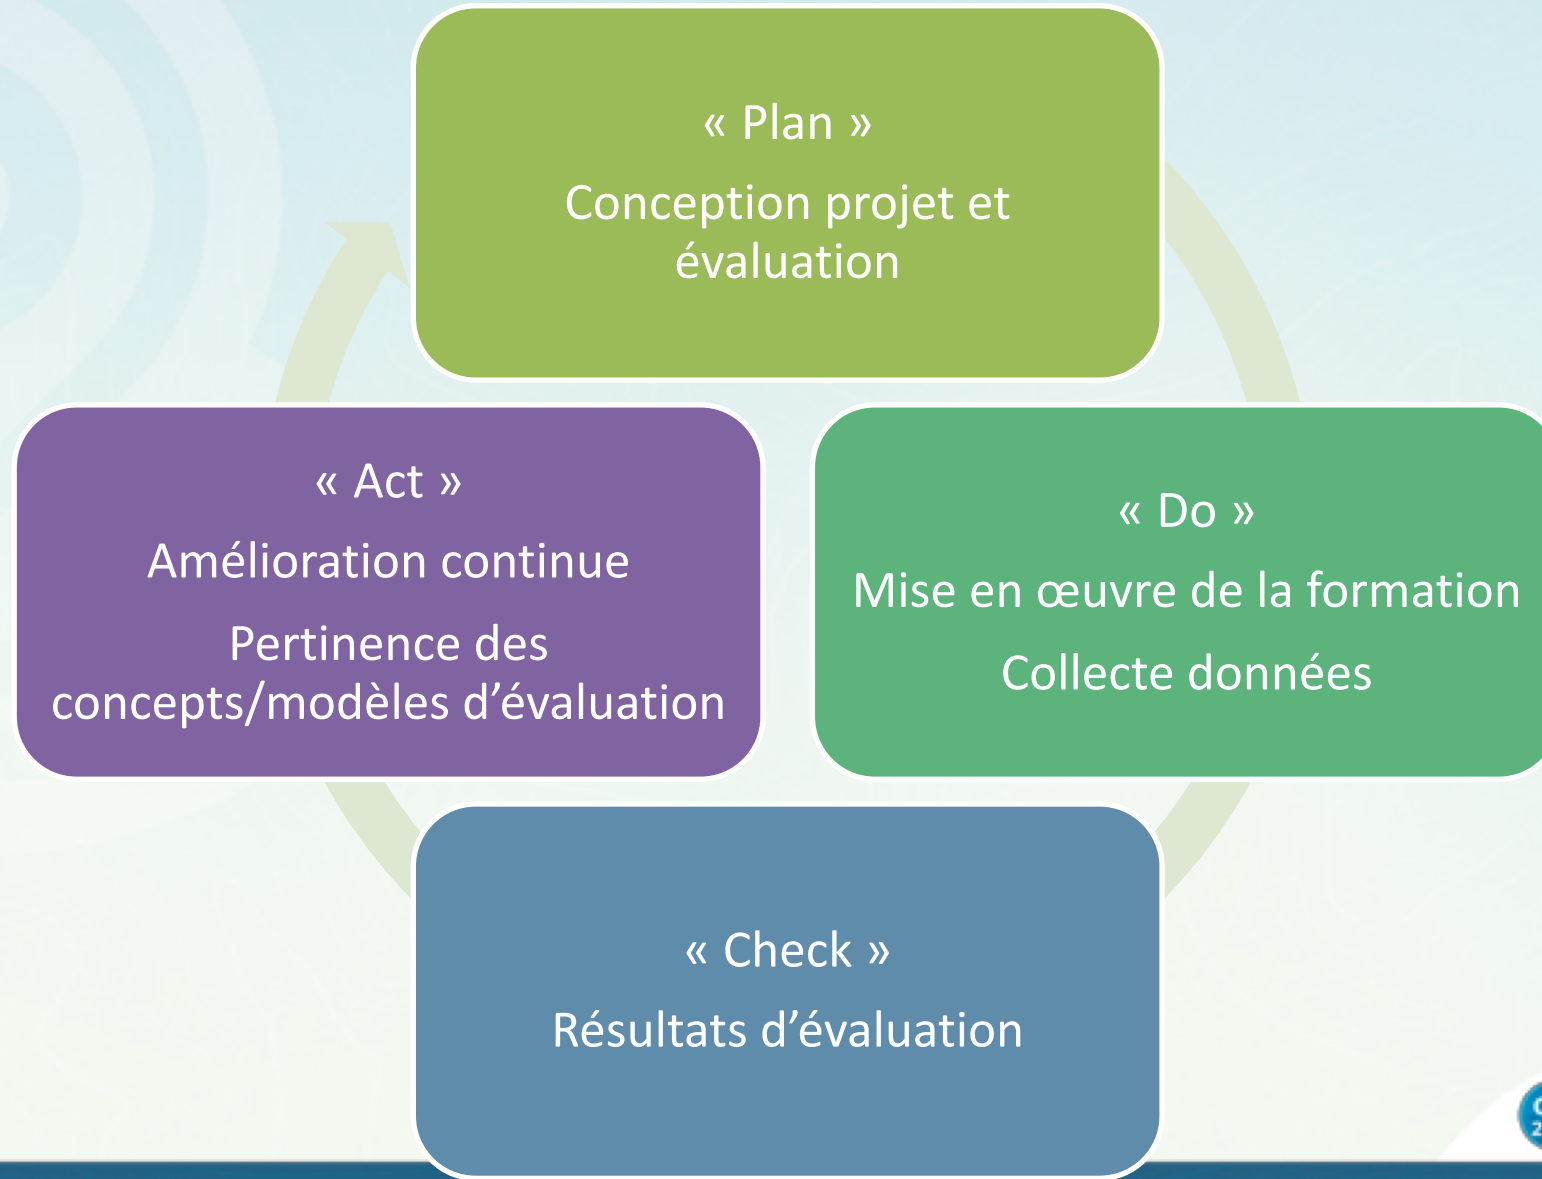 « Plan »
Conception projet et
évaluation
« Act »
Amélioration continue
Pertinence des
concepts/modèles d’évaluation
« Do »
Mise en œuvre de la formation
Collecte données
« Check »
Résultats d’évaluation